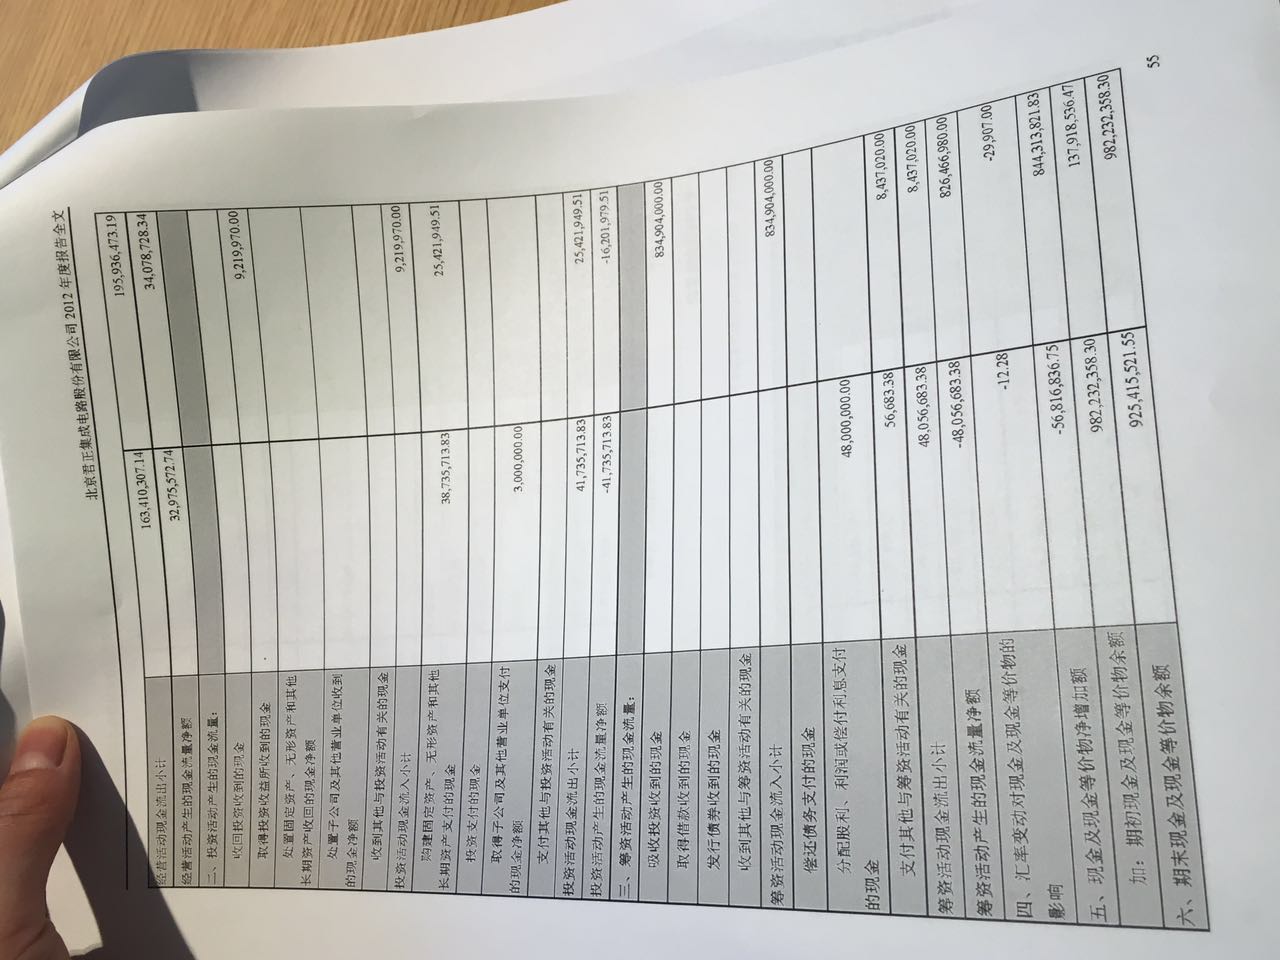 北京君正集成电路股份有限公司 2012 年度报告全文
经营活动现金流出小计 163,410,307.14 195,936,473.19
经营活动产生的现金流量净额 32,975,572.74 34,078,728.34
二、投资活动产生的现金流量：
收回投资收到的现金 9,219,970.00
取得投资收益所收到的现金
处置固定资产、无形资产和其他
长期资产收回的现金净额
处置子公司及其他营业单位收到
的现金净额
收到其他与投资活动有关的现金
投资活动现金流入小计 9,219,970.00
购建固定资产、无形资产和其他
长期资产支付的现金 38,735,713.83 25,421,949.51
投资支付的现金
取得子公司及其他营业单位支付
的现金净额 3,000,000.00
支付其他与投资活动有关的现金
投资活动现金流出小计 41,735,713.83 25,421,949.51
投资活动产生的现金流量净额 -41,735,713.83 -16,201,979.51
三、筹资活动产生的现金流量：
吸收投资收到的现金 834,904,000.00
取得借款收到的现金
发行债券收到的现金
收到其他与筹资活动有关的现金
筹资活动现金流入小计 834,904,000.00
偿还债务支付的现金
分配股利、利润或偿付利息支付
的现金 48,000,000.00
支付其他与筹资活动有关的现金 56,683.38 8,437,020.00
筹资活动现金流出小计 48,056,683.38 8,437,020.00
筹资活动产生的现金流量净额 -48,056,683.38 826,466,980.00
四、汇率变动对现金及现金等价物的
影响 -12.28 -29,907.00
五、现金及现金等价物净增加额 -56,816,836.75 844,313,821.83
加：期初现金及现金等价物余额 982,232,358.30 137,918,536.47
六、期末现金及现金等价物余额 925,415,521.55 982,232,358.30
55